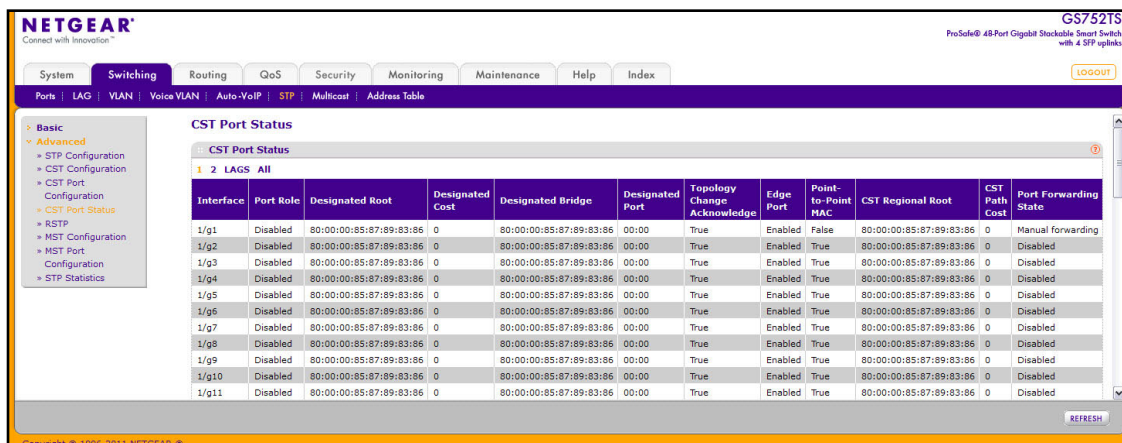 NETGEAR®
Connect with Innovation™
GS752TS
ProSafe® 48-Port Gigabit Stackable Smart Switch
with 4 SFP uplinks
System Switching Routing QoS Security Monitoring Maintenance Help Index
LOGOUT
Ports LAG VLAN Voice VLAN Auto-VoIP STP Multicast Address Table
Basic
Advanced
» STP Configuration
» CST Configuration
» CST Port
Configuration
» CST Port Status
» RSTP
» MST Configuration
» MST Port
Configuration
» STP Statistics
CST Port Status
CST Port Status
1 2 LAGS All
Interface Port Role Designated Root Designated Cost Designated Bridge Designated Port Topology Change Acknowledge Edge Port Point-to-Point MAC CST Regional Root CST Path Cost Port Forwarding State
1/g1 Disabled 80:00:00:85:87:89:83:86 0 80:00:00:85:87:89:83:86 00:00 True Enabled False 80:00:00:85:87:89:83:86 0 Manual forwarding
1/g2 Disabled 80:00:00:85:87:89:83:86 0 80:00:00:85:87:89:83:86 00:00 True Enabled True 80:00:00:85:87:89:83:86 0 Disabled
1/g3 Disabled 80:00:00:85:87:89:83:86 0 80:00:00:85:87:89:83:86 00:00 True Enabled True 80:00:00:85:87:89:83:86 0 Disabled
1/g4 Disabled 80:00:00:85:87:89:83:86 0 80:00:00:85:87:89:83:86 00:00 True Enabled True 80:00:00:85:87:89:83:86 0 Disabled
1/g5 Disabled 80:00:00:85:87:89:83:86 0 80:00:00:85:87:89:83:86 00:00 True Enabled True 80:00:00:85:87:89:83:86 0 Disabled
1/g6 Disabled 80:00:00:85:87:89:83:86 0 80:00:00:85:87:89:83:86 00:00 True Enabled True 80:00:00:85:87:89:83:86 0 Disabled
1/g7 Disabled 80:00:00:85:87:89:83:86 0 80:00:00:85:87:89:83:86 00:00 True Enabled True 80:00:00:85:87:89:83:86 0 Disabled
1/g8 Disabled 80:00:00:85:87:89:83:86 0 80:00:00:85:87:89:83:86 00:00 True Enabled True 80:00:00:85:87:89:83:86 0 Disabled
1/g9 Disabled 80:00:00:85:87:89:83:86 0 80:00:00:85:87:89:83:86 00:00 True Enabled True 80:00:00:85:87:89:83:86 0 Disabled
1/g10 Disabled 80:00:00:85:87:89:83:86 0 80:00:00:85:87:89:83:86 00:00 True Enabled True 80:00:00:85:87:89:83:86 0 Disabled
1/g11 Disabled 80:00:00:85:87:89:83:86 0 80:00:00:85:87:89:83:86 00:00 True Enabled True 80:00:00:85:87:89:83:86 0 Disabled
REFRESH
Copyright © 1996-2011 NETGEAR ®